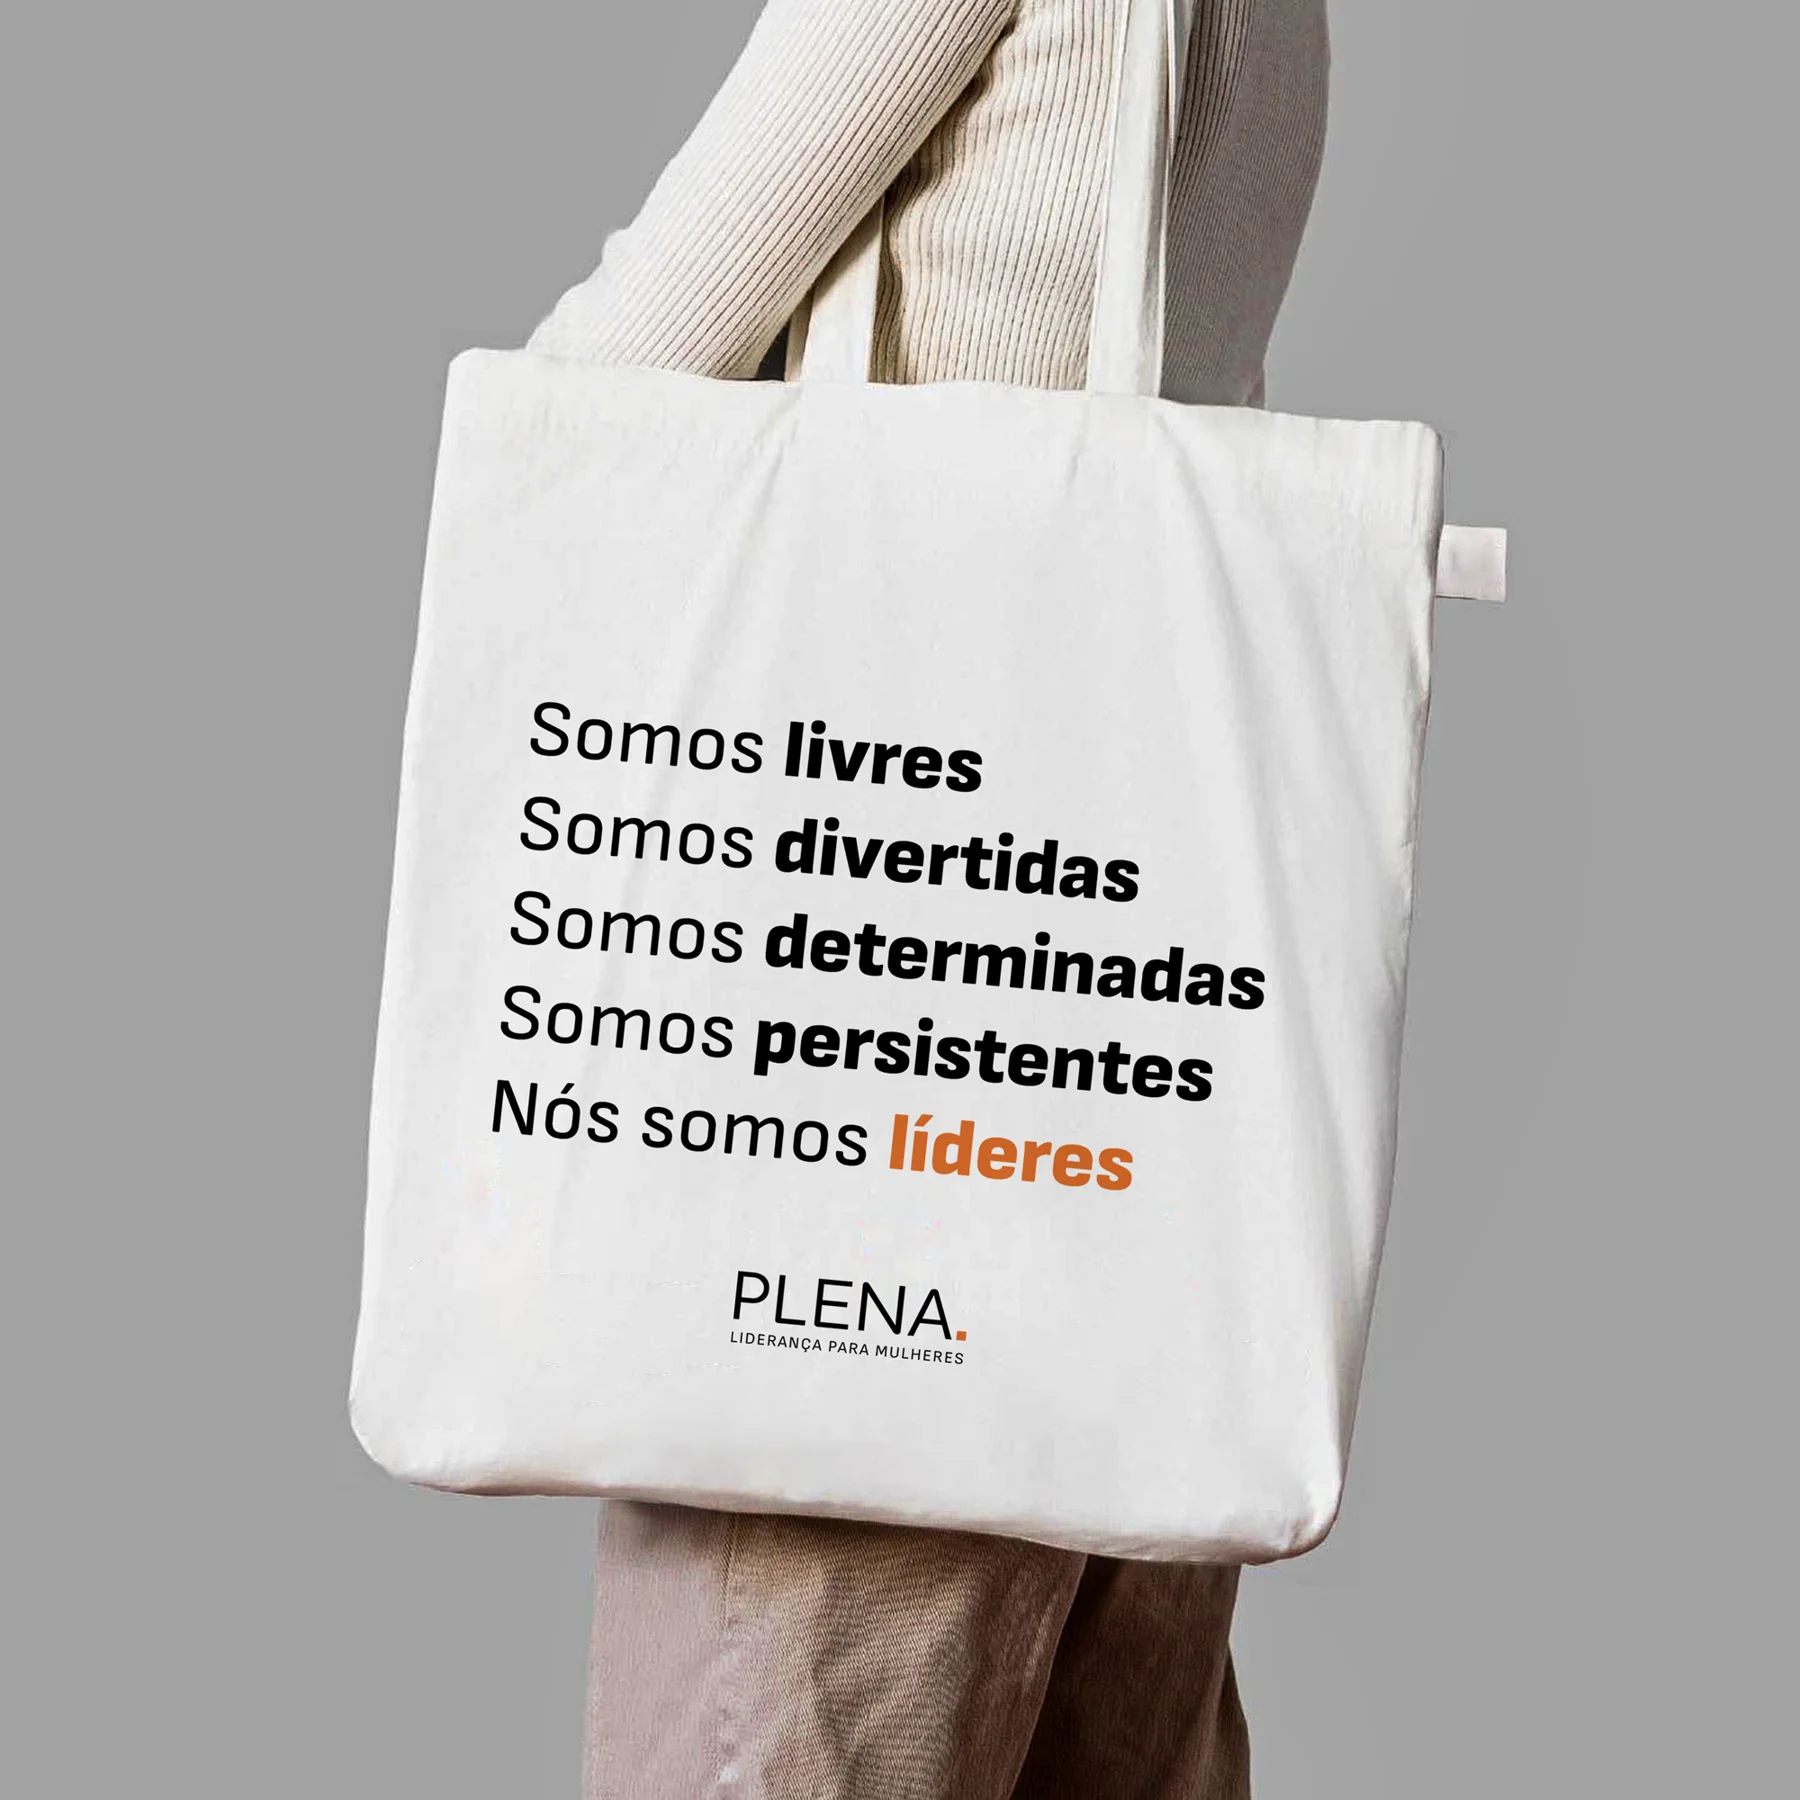 Somos livres
Somos divertidas
Somos determinadas
Somos persistentes
Nós somos líderes
PLENA.
LIDERANÇA PARA MULHERES